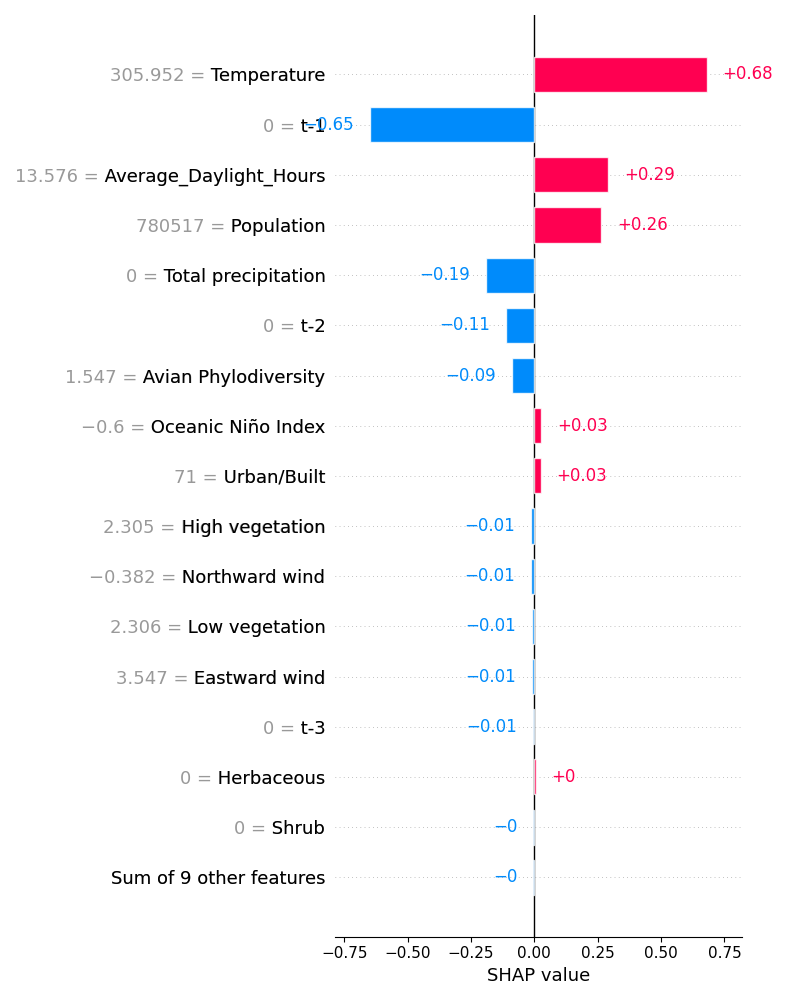 305.952 = Temperature +0.68
0 = t-1 −0.65
13.576 = Average_Daylight_Hours +0.29
780517 = Population +0.26
0 = Total precipitation −0.19
0 = t-2 −0.11
1.547 = Avian Phylodiversity −0.09
−0.6 = Oceanic Niño Index +0.03
71 = Urban/Built +0.03
2.305 = High vegetation −0.01
−0.382 = Northward wind −0.01
2.306 = Low vegetation −0.01
3.547 = Eastward wind −0.01
0 = t-3 −0.01
0 = Herbaceous +0
0 = Shrub −0
Sum of 9 other features −0
−0.75 −0.50 −0.25 0.00 0.25 0.50 0.75
SHAP value